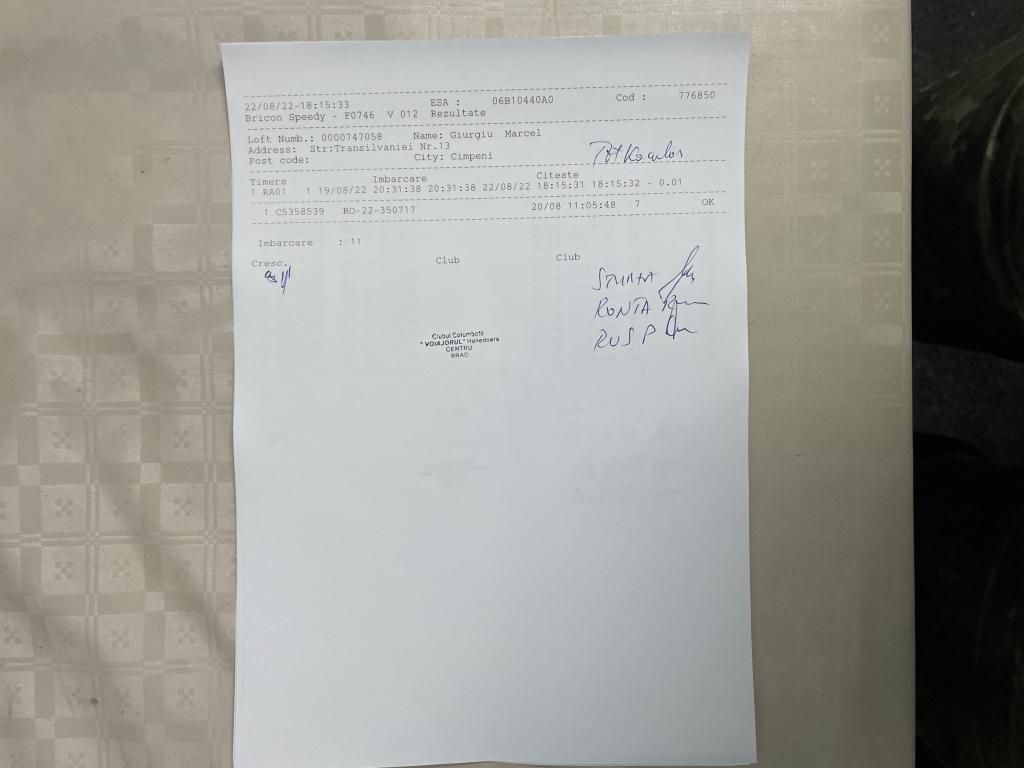 22/08/22-18:15:33 ESA : 06B10440A0 Cod : 776850
Bricon Speedy - F0746 V 012 Rezultate
Loft Numb.: 0000747058 Name: Giurgiu Marcel
Address: Str:Transilvaniei Nr.13
Post code: City: Cimpeni
Timers Imbarcare Citeste
1 RA01 1 19/08/22 20:31:38 20:31:38 22/08/22 18:15:31 18:15:32 - 0.01
1 C5358539 RO-22-350717 20/08 11:05:48 7 OK
Imbarcare : 11
Cresc. Club Club
RONTA
RUS P
Clubul Columbofil
"VOIAJORUL" Hunedoara
CENTRU
BRAD